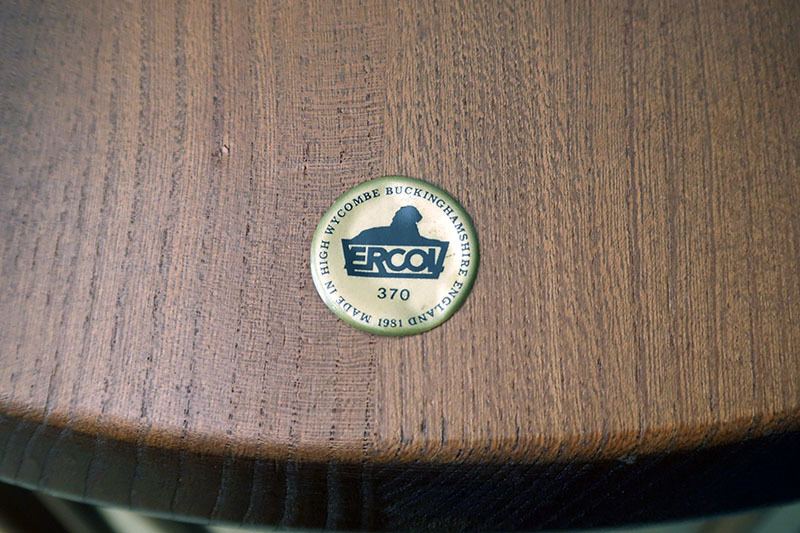 MADE IN HIGH WYCOMBE BUCKINGHAMSHIRE ENGLAND 1981
ERCOL
370